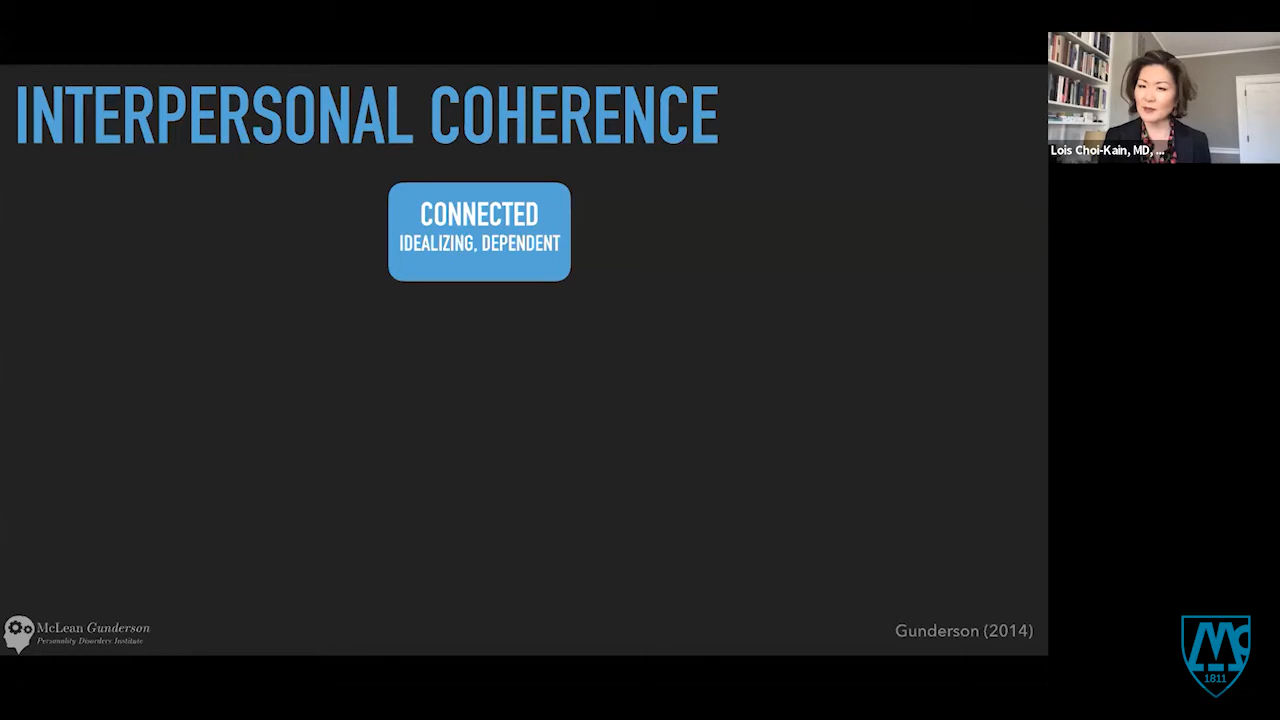 INTERPERSONAL COHERENCE
Lois Choi-Kain, MD, ...
CONNECTED
IDEALIZING, DEPENDENT
McLean Gunderson
Personality Disorders Institute
Gunderson (2014)
1811